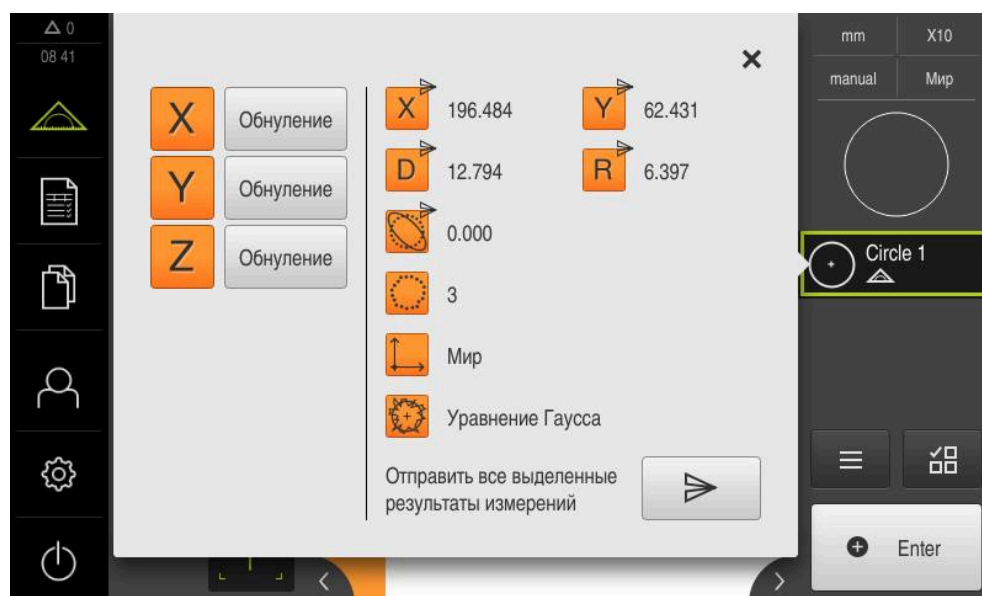 0
08 41
X Обнуление
Y Обнуление
Z Обнуление
X 196.484 Y 62.431
D 12.794 R 6.397
0.000
3
Мир
Уравнение Гаусса
Отправить все выделенные
результаты измерений
mm X10
manual Мир
Circle 1
Enter